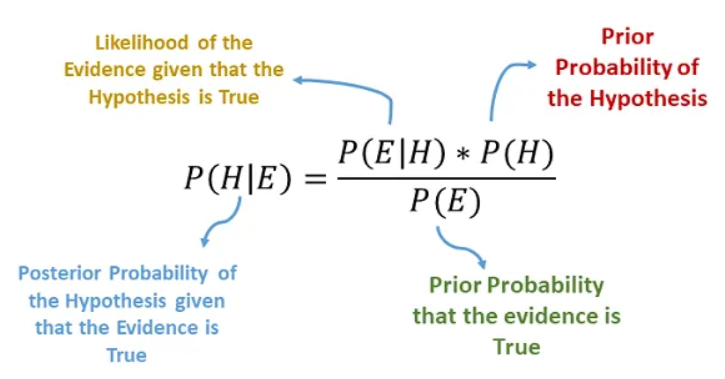 Likelihood of the
Evidence given that the
Hypothesis is True
Prior
Probability of
the Hypothesis
P(H|E) = P(E|H) * P(H)
P(E)
Posterior Probability of
the Hypothesis given
that the Evidence is
True
Prior Probability
that the evidence is
True